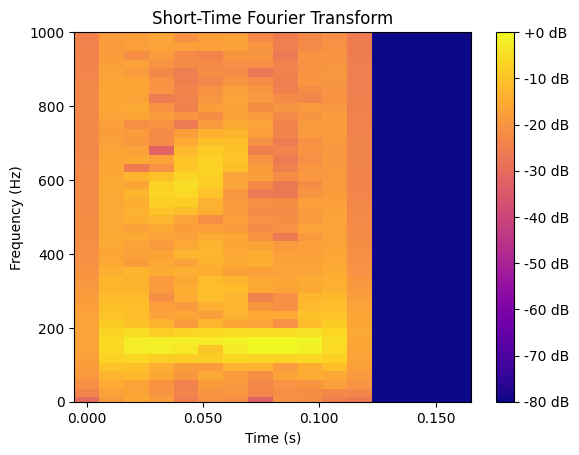 Short-Time Fourier Transform
1000
800
600
400
200
0
Frequency (Hz)
0.000
0.050
0.100
0.150
Time (s)
+0 dB
-10 dB
-20 dB
-30 dB
-40 dB
-50 dB
-60 dB
-70 dB
-80 dB